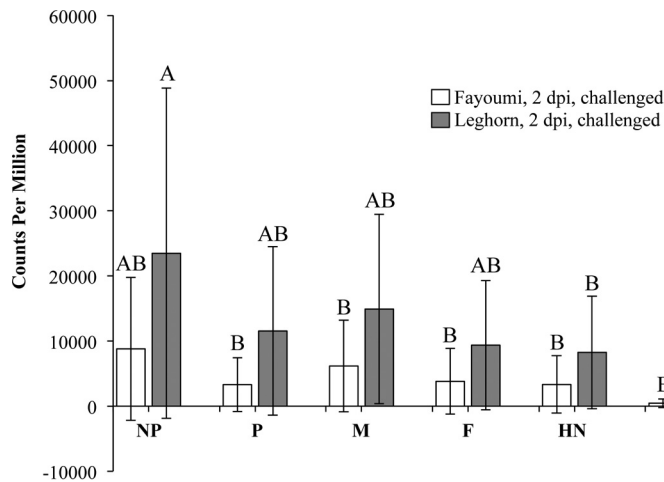 60000
50000
40000
30000
20000
10000
0
-10000
Counts Per Million
Fayoumi, 2 dpi, challenged
Leghorn, 2 dpi, challenged
AB A B AB B AB B AB B B
NP P M F HN